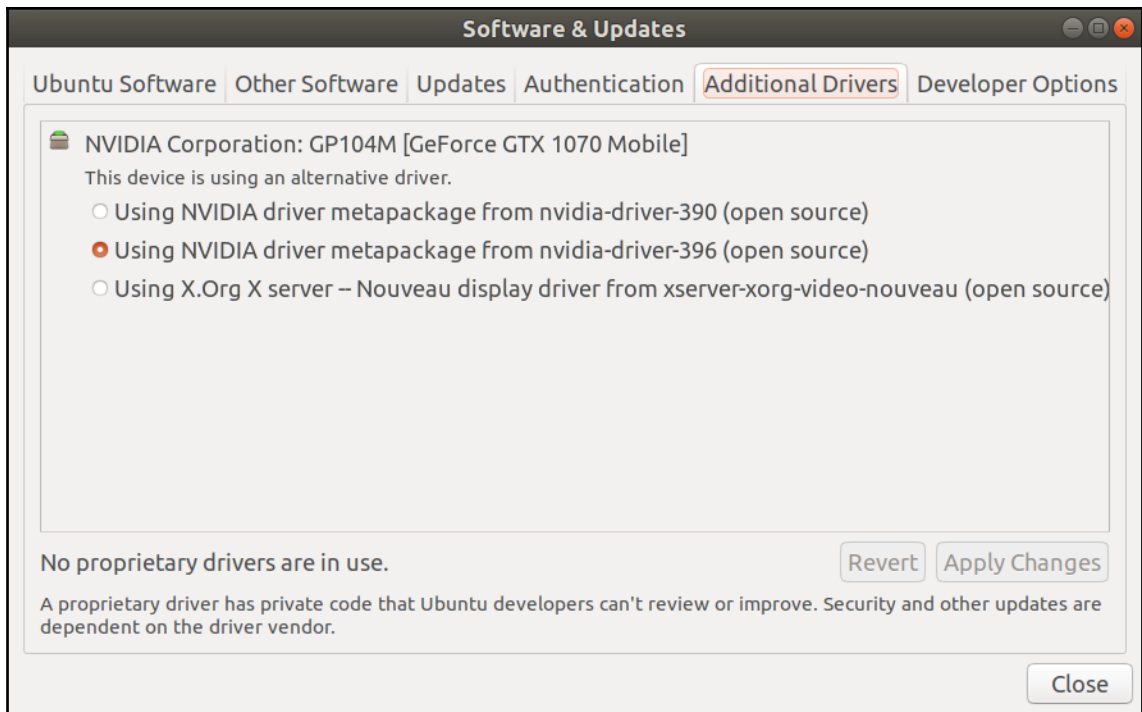 Software & Updates
Ubuntu Software Other Software Updates Authentication Additional Drivers Developer Options
NVIDIA Corporation: GP104M [GeForce GTX 1070 Mobile]
This device is using an alternative driver.
Using NVIDIA driver metapackage from nvidia-driver-390 (open source)
Using NVIDIA driver metapackage from nvidia-driver-396 (open source)
Using X.Org X server -- Nouveau display driver from xserver-xorg-video-nouveau (open source)
No proprietary drivers are in use.
Revert Apply Changes
A proprietary driver has private code that Ubuntu developers can't review or improve. Security and other updates are
dependent on the driver vendor.
Close